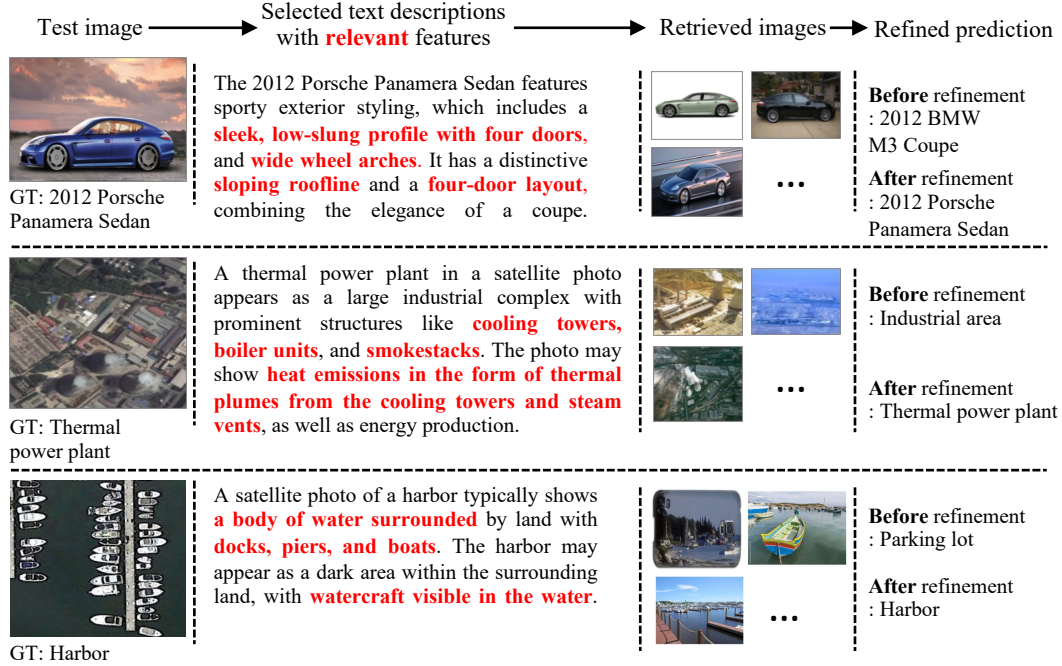 Test image
Selected text descriptions
with relevant features
Retrieved images
Refined prediction
GT: 2012 Porsche
Panamera Sedan
The 2012 Porsche Panamera Sedan features
sporty exterior styling, which includes a
sleek, low-slung profile with four doors,
and wide wheel arches. It has a distinctive
sloping roofline and a four-door layout,
combining the elegance of a coupe.
...
Before refinement
: 2012 BMW
M3 Coupe
After refinement
: 2012 Porsche
Panamera Sedan
GT: Thermal
power plant
A thermal power plant in a satellite photo
appears as a large industrial complex with
prominent structures like cooling towers,
boiler units, and smokestacks. The photo may
show heat emissions in the form of thermal
plumes from the cooling towers and steam
vents, as well as energy production.
...
Before refinement
: Industrial area
After refinement
: Thermal power plant
GT: Harbor
A satellite photo of a harbor typically shows
a body of water surrounded by land with
docks, piers, and boats. The harbor may
appear as a dark area within the surrounding
land, with watercraft visible in the water.
...
Before refinement
: Parking lot
After refinement
: Harbor